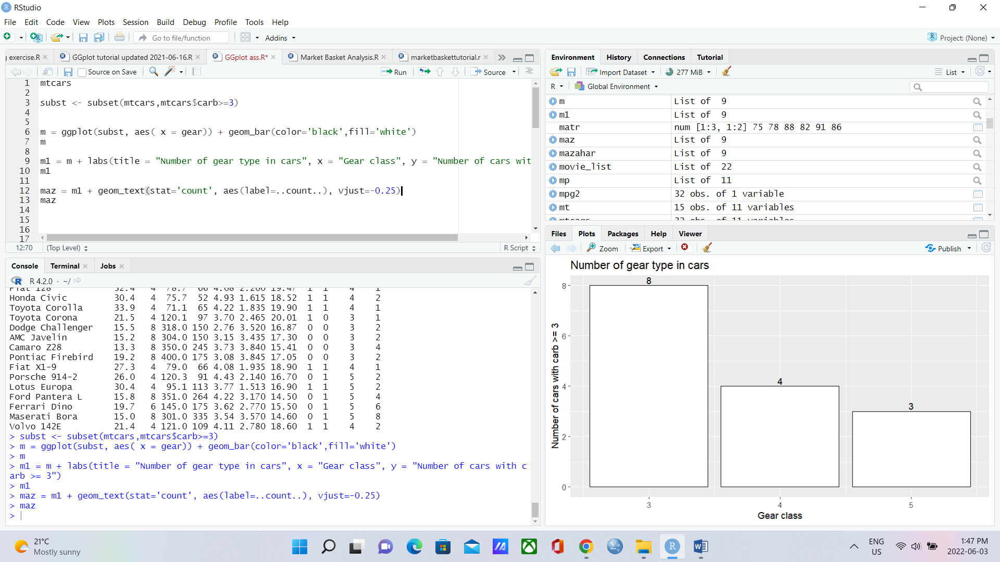 RStudio
File Edit Code View Plots Session Build Debug Profile Tools Help
Go to file/function Addins Project: (None)
exercise.R GGplot tutorial updated 2021-06-16.R GGplot ass.R* Market Basket Analysis.R marketbaskettutorial.r
Source on Save Run Source
1 mtcars
2
3 subst <- subset(mtcars,mtcars$carb>=3)
4
5
6 m = ggplot(subst, aes( x = gear)) + geom_bar(color='black',fill='white')
7 m
8
9 m1 = m + labs(title = "Number of gear type in cars", x = "Gear class", y = "Number of cars wit
10 m1
11
12 maz = m1 + geom_text(stat='count', aes(label=..count..), vjust=-0.25)
13 maz
14
15
16
17
12:70 (Top Level) R Script
Console Terminal Jobs
R 4.2.0 · ~/
Fiat 128 32.4 4 78.7 66 4.08 2.200 19.47 1 1 4 1
Honda Civic 30.4 4 75.7 52 4.93 1.615 18.52 1 1 4 2
Toyota Corolla 33.9 4 71.1 65 4.22 1.835 19.90 1 1 4 1
Toyota Corona 21.5 4 120.1 97 3.70 2.465 20.01 1 0 3 1
Dodge Challenger 15.5 8 318.0 150 2.76 3.520 16.87 0 0 3 2
AMC Javelin 15.2 8 304.0 150 3.15 3.435 17.30 0 0 3 2
Camaro Z28 13.3 8 350.0 245 3.73 3.840 15.41 0 0 3 4
Pontiac Firebird 19.2 8 400.0 175 3.08 3.845 17.05 0 0 3 2
Fiat X1-9 27.3 4 79.0 66 4.08 1.935 18.90 1 1 4 1
Porsche 914-2 26.0 4 120.3 91 4.43 2.140 16.70 0 1 5 2
Lotus Europa 30.4 4 95.1 113 3.77 1.513 16.90 1 1 5 2
Ford Pantera L 15.8 8 351.0 264 4.22 3.170 14.50 0 1 5 4
Ferrari Dino 19.7 6 145.0 175 3.62 2.770 15.50 0 1 5 6
Maserati Bora 15.0 8 301.0 335 3.54 3.570 14.60 0 1 5 8
Volvo 142E 21.4 4 121.0 109 4.11 2.780 18.60 1 1 4 2
> subst <- subset(mtcars,mtcars$carb>=3)
> m = ggplot(subst, aes( x = gear)) + geom_bar(color='black',fill='white')
> m
> m1 = m + labs(title = "Number of gear type in cars", x = "Gear class", y = "Number of cars with c
arb >= 3")
> m1
> maz = m1 + geom_text(stat='count', aes(label=..count..), vjust=-0.25)
> maz
>
Environment History Connections Tutorial
Import Dataset 277 MiB List
R Global Environment
m List of 9
m1 List of 9
matr num [1:3, 1:2] 75 78 88 82 91 86
maz List of 9
mazahar List of 9
movie_list List of 22
mp List of 11
mpg2 32 obs. of 1 variable
mt 15 obs. of 11 variables
mtcars 32 obs. of 11 variables
Files Plots Packages Help Viewer
Zoom Export Publish
Number of gear type in cars
Number of cars with carb >= 3
8
6
4
2
0
8
4
3
3 4 5
Gear class
21°C
Mostly sunny
ENG
US
1:47 PM
2022-06-03